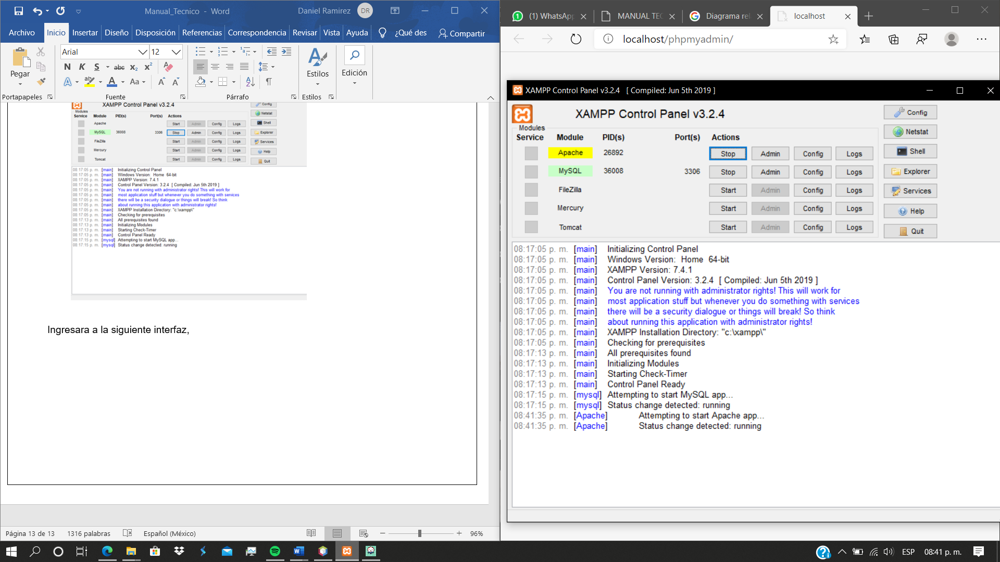 Manual_Tecnico - Word
Daniel Ramirez
DR
Archivo
Inicio
Insertar
Diseño
Disposición
Referencias
Correspondencia
Revisar
Vista
Ayuda
¿Qué des
Compartir
Pegar
Arial
12
N K S abc x₂ x²
A ab A Aa A A
Estilos
Edición
Portapapeles
Fuente
Párrafo
Estilos
XAMPP Control Panel v3.2.4
Config
Modules
Service Module PID(s) Port(s) Actions
Netstat
Apache Start Admin Config Logs
Shell
MySQL 36008 3306 Stop Admin Config Logs
Explorer
FileZilla Start Admin Config Logs
Services
Mercury Start Admin Config Logs
Help
Tomcat Start Admin Config Logs
Quit
08:17:05 p. m. [main] Initializing Control Panel
08:17:05 p. m. [main] Windows Version: Home 64-bit
08:17:05 p. m. [main] XAMPP Version: 7.4.1
08:17:05 p. m. [main] Control Panel Version: 3.2.4 [ Compiled: Jun 5th 2019 ]
08:17:05 p. m. [main] You are not running with administrator rights! This will work for
08:17:05 p. m. [main] most application stuff but whenever you do something with services
08:17:05 p. m. [main] there will be a security dialogue or things will break! So think
08:17:05 p. m. [main] about running this application with administrator rights!
08:17:05 p. m. [main] XAMPP Installation Directory: "c:\xampp\"
08:17:05 p. m. [main] Checking for prerequisites
08:17:13 p. m. [main] All prerequisites found
08:17:13 p. m. [main] Initializing Modules
08:17:13 p. m. [main] Starting Check-Timer
08:17:13 p. m. [main] Control Panel Ready
08:17:15 p. m. [mysql] Attempting to start MySQL app...
08:17:15 p. m. [mysql] Status change detected: running
Ingresara a la siguiente interfaz,
Página 13 de 13
1316 palabras
Español (México)
96%
(1) WhatsApp
MANUAL TEC
Diagrama rel
localhost
localhost/phpmyadmin/
XAMPP Control Panel v3.2.4 [ Compiled: Jun 5th 2019 ]
XAMPP Control Panel v3.2.4
Config
Modules
Service Module PID(s) Port(s) Actions
Netstat
Apache 26892 Stop Admin Config Logs
Shell
MySQL 36008 3306 Stop Admin Config Logs
Explorer
FileZilla Start Admin Config Logs
Services
Mercury Start Admin Config Logs
Help
Tomcat Start Admin Config Logs
Quit
08:17:05 p. m. [main] Initializing Control Panel
08:17:05 p. m. [main] Windows Version: Home 64-bit
08:17:05 p. m. [main] XAMPP Version: 7.4.1
08:17:05 p. m. [main] Control Panel Version: 3.2.4 [ Compiled: Jun 5th 2019 ]
08:17:05 p. m. [main] You are not running with administrator rights! This will work for
08:17:05 p. m. [main] most application stuff but whenever you do something with services
08:17:05 p. m. [main] there will be a security dialogue or things will break! So think
08:17:05 p. m. [main] about running this application with administrator rights!
08:17:05 p. m. [main] XAMPP Installation Directory: "c:\xampp\"
08:17:05 p. m. [main] Checking for prerequisites
08:17:13 p. m. [main] All prerequisites found
08:17:13 p. m. [main] Initializing Modules
08:17:13 p. m. [main] Starting Check-Timer
08:17:13 p. m. [main] Control Panel Ready
08:17:15 p. m. [mysql] Attempting to start MySQL app...
08:17:15 p. m. [mysql] Status change detected: running
08:41:35 p. m. [Apache] Attempting to start Apache app...
08:41:35 p. m. [Apache] Status change detected: running
ESP
08:41 p. m.